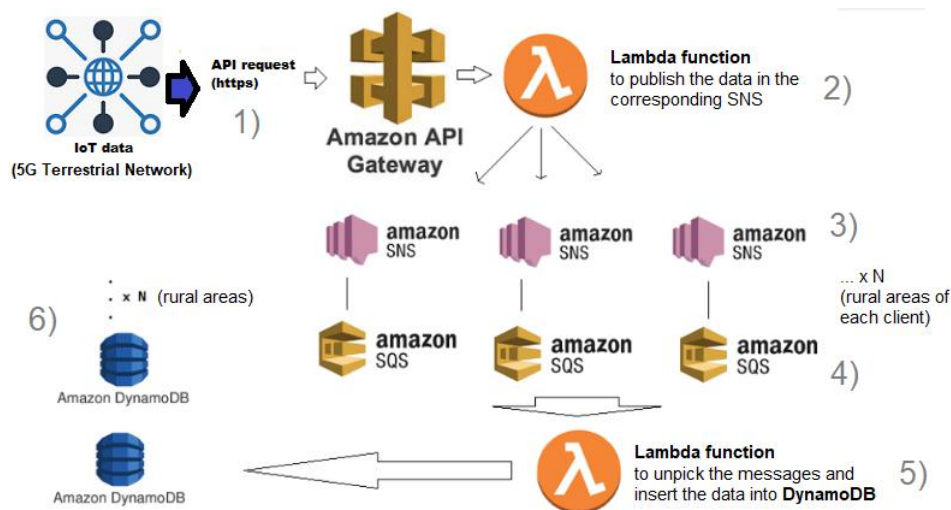 API request
(https)
1)
IoT data
(5G Terrestrial Network)
Amazon API
Gateway
Lambda function
to publish the data in the
corresponding SNS
2)
amazon
SNS
amazon
SNS
amazon
SNS
3)
... x N
(rural areas of
each client)
amazon
SQS
amazon
SQS
amazon
SQS
4)
x N (rural areas)
6)
Amazon DynamoDB
Amazon DynamoDB
Lambda function
to unpick the messages and
insert the data into DynamoDB
5)